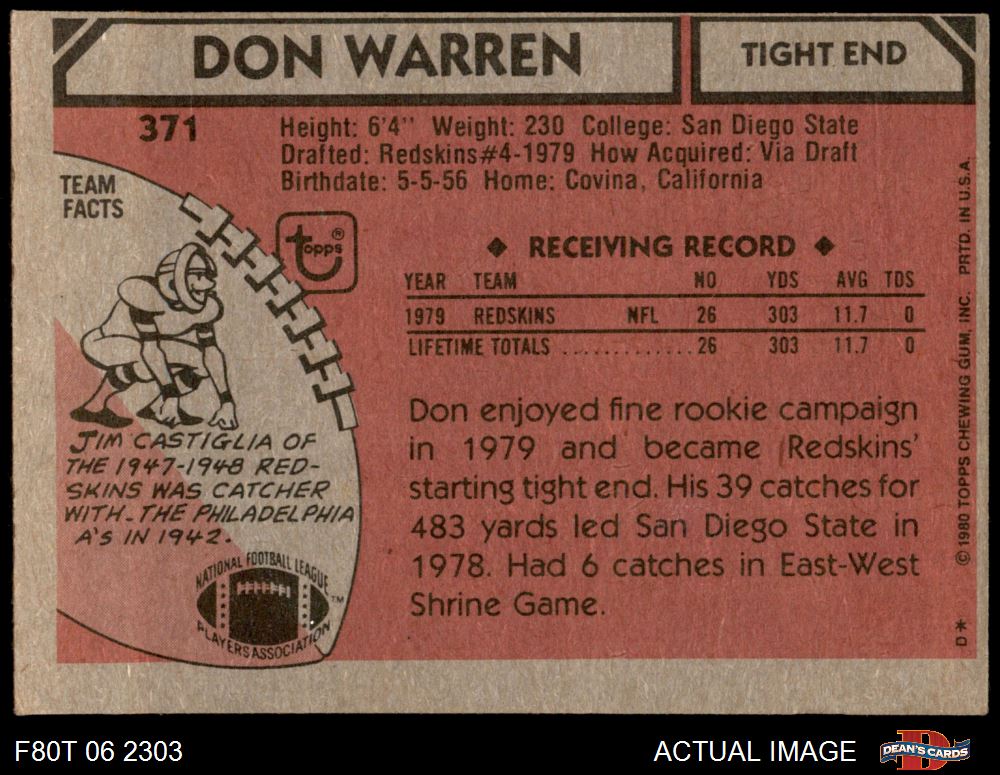 DON WARREN
TIGHT END
371
Height: 6'4" Weight: 230 College: San Diego State
Drafted: Redskins#4-1979 How Acquired: Via Draft
Birthdate: 5-5-56 Home: Covina, California
TEAM
FACTS
topps®
JIM CASTIGLIA OF
THE 1947-1948 RED-
SKINS WAS CATCHER
WITH THE PHILADELPHIA
A'S IN 1942.
NATIONAL FOOTBALL LEAGUE
PLAYERS ASSOCIATION
TM
◆ RECEIVING RECORD ◆
YEAR TEAM NO YDS AVG TDS
1979 REDSKINS NFL 26 303 11.7 0
LIFETIME TOTALS .............. 26 303 11.7 0
Don enjoyed fine rookie campaign
in 1979 and became Redskins'
starting tight end. His 39 catches for
483 yards led San Diego State in
1978. Had 6 catches in East-West
Shrine Game.
©1980 TOPPS CHEWING GUM, INC. PRTD. IN U.S.A.
D*
F80T 06 2303
ACTUAL IMAGE
D
DEAN'S CARDS